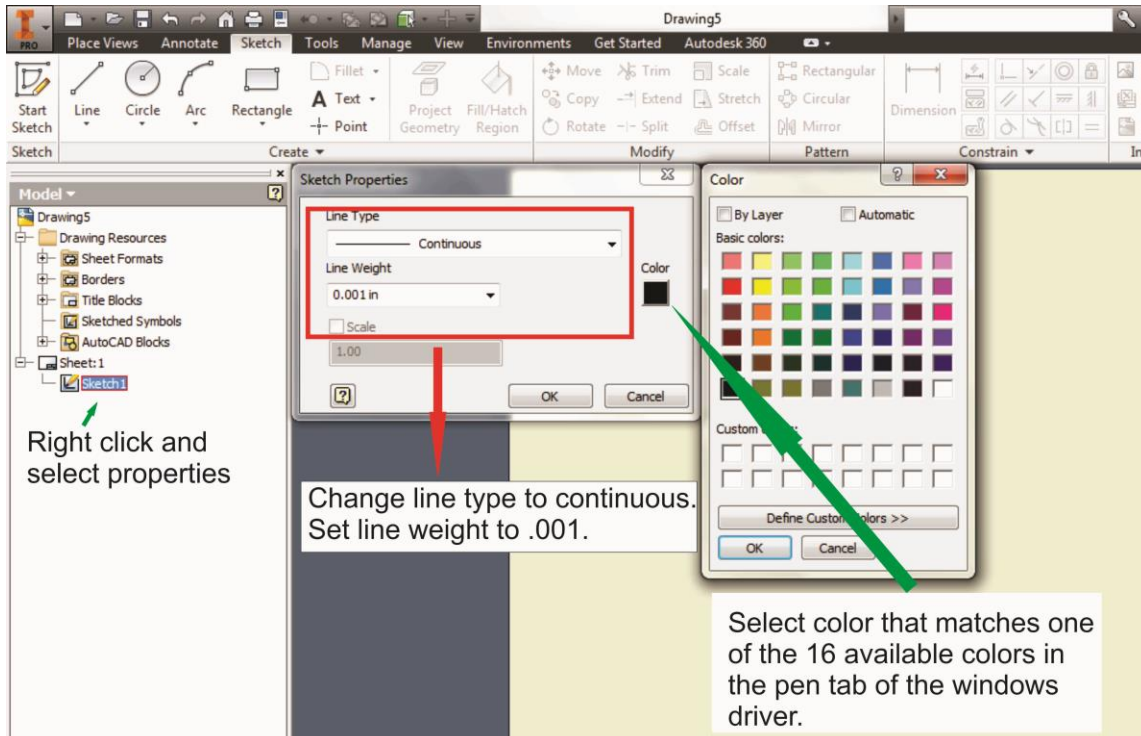 Drawing5
PRO
Place Views Annotate Sketch Tools Manage View Environments Get Started Autodesk 360
Start Sketch
Line
Circle
Arc
Rectangle
Fillet
Text
Point
Project Geometry
Fill/Hatch Region
Move Trim Scale
Copy Extend Stretch
Rotate Split Offset
Rectangular
Circular
Mirror
Dimension
Sketch Create Modify Pattern Constrain In
Model
Drawing5
Drawing Resources
Sheet Formats
Borders
Title Blocks
Sketched Symbols
AutoCAD Blocks
Sheet:1
Sketch1
Right click and
select properties
Sketch Properties
Line Type
Continuous
Line Weight
0.001 in
Color
Scale
1.00
OK Cancel
Change line type to continuous.
Set line weight to .001.
Color
By Layer Automatic
Basic colors:
Custom
Define Custom Colors >>
OK Cancel
Select color that matches one
of the 16 available colors in
the pen tab of the windows
driver.